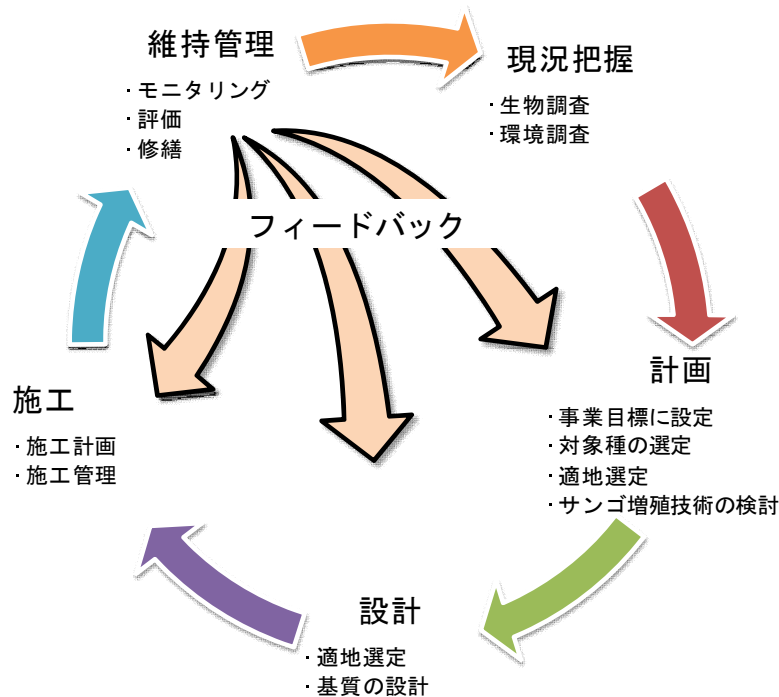 維持管理
・モニタリング
・評価
・修繕
現況把握
・生物調査
・環境調査
フィードバック
計画
・事業目標に設定
・対象種の選定
・適地選定
・サンゴ増殖技術の検討
施工
・施工計画
・施工管理
設計
・適地選定
・基質の設計